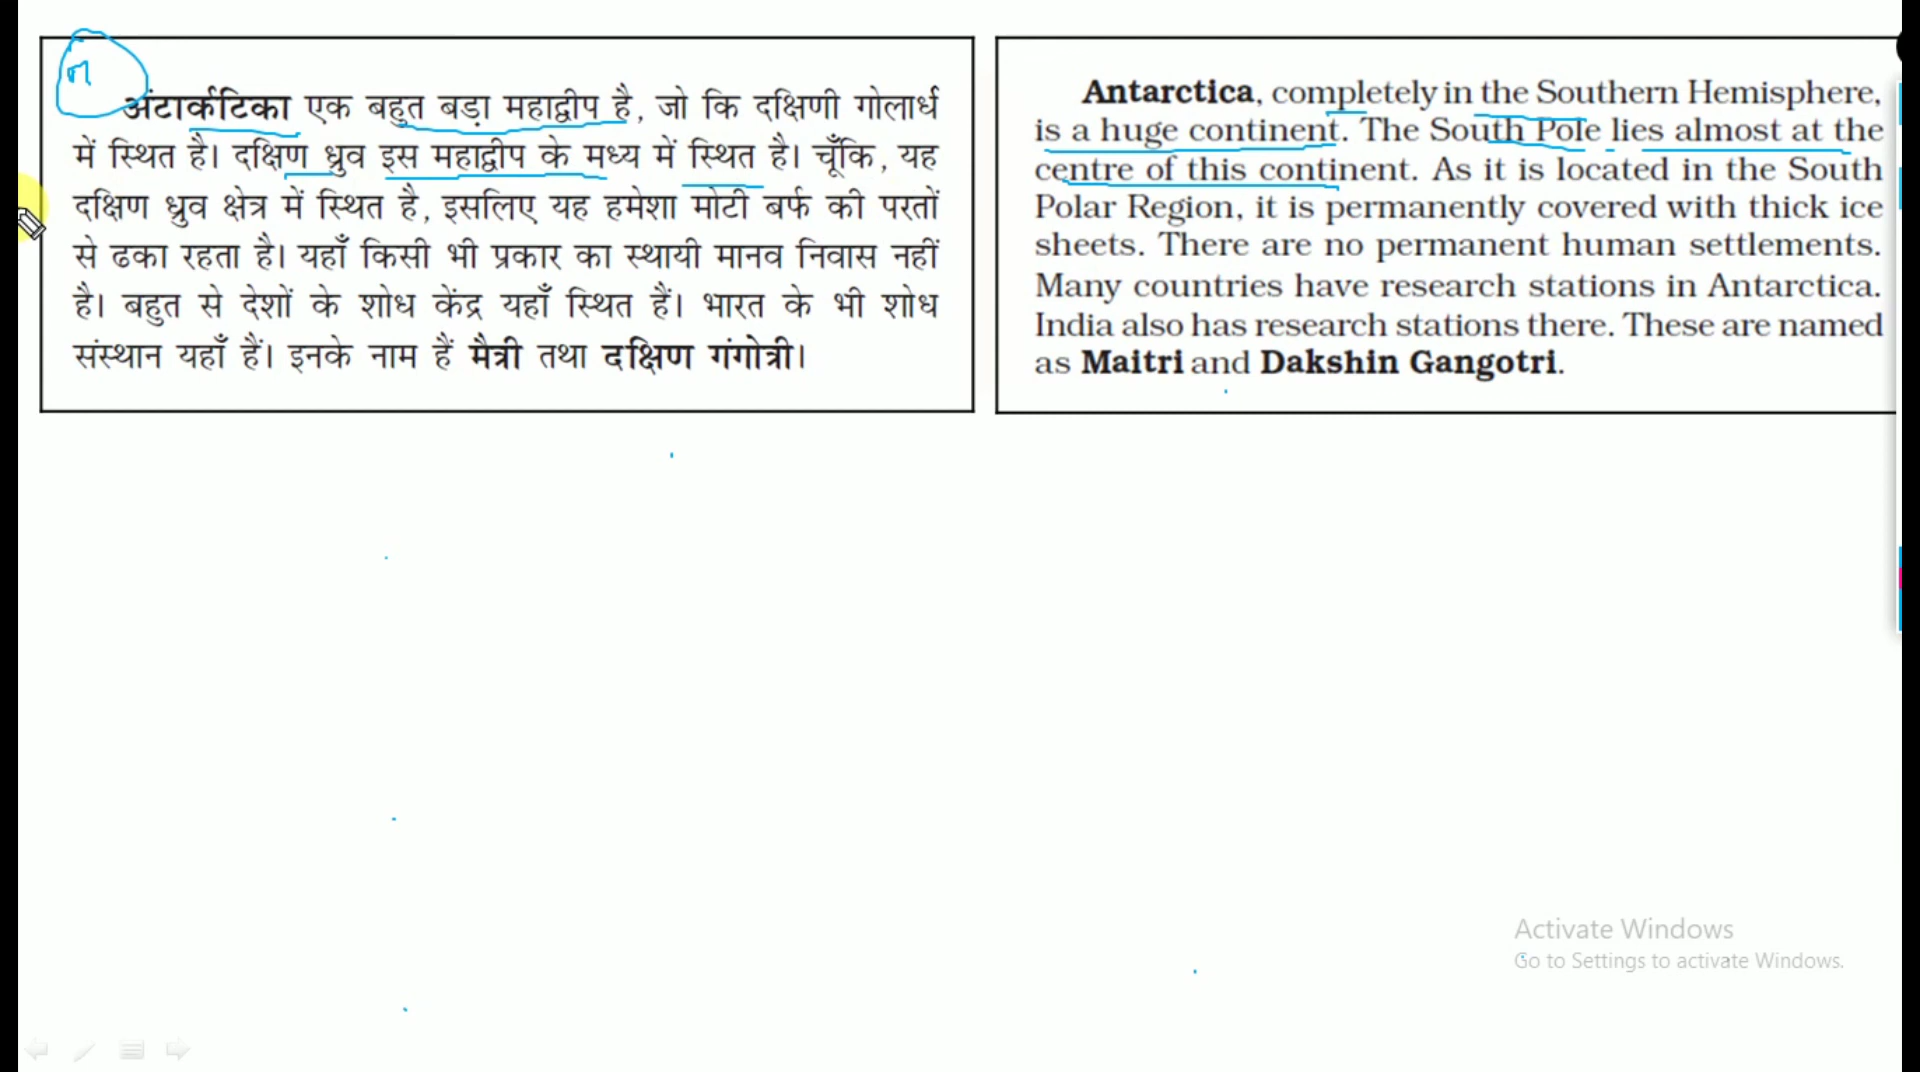 अंटार्कटिका एक बहुत बड़ा महाद्वीप है, जो कि दक्षिणी गोलार्ध
में स्थित है। दक्षिण ध्रुव इस महाद्वीप के मध्य में स्थित है। चूँकि, यह
दक्षिण ध्रुव क्षेत्र में स्थित है, इसलिए यह हमेशा मोटी बर्फ की परतों
से ढका रहता है। यहाँ किसी भी प्रकार का स्थायी मानव निवास नहीं
है। बहुत से देशों के शोध केंद्र यहाँ स्थित हैं। भारत के भी शोध
संस्थान यहाँ हैं। इनके नाम हैं मैत्री तथा दक्षिण गंगोत्री।
Antarctica, completely in the Southern Hemisphere,
is a huge continent. The South Pole lies almost at the
centre of this continent. As it is located in the South
Polar Region, it is permanently covered with thick ice
sheets. There are no permanent human settlements.
Many countries have research stations in Antarctica.
India also has research stations there. These are named
as Maitri and Dakshin Gangotri.
Activate Windows
Go to Settings to activate Windows.